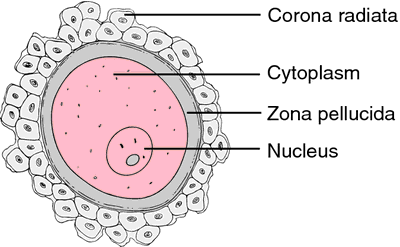 Corona radiata
Cytoplasm
Zona pellucida
Nucleus